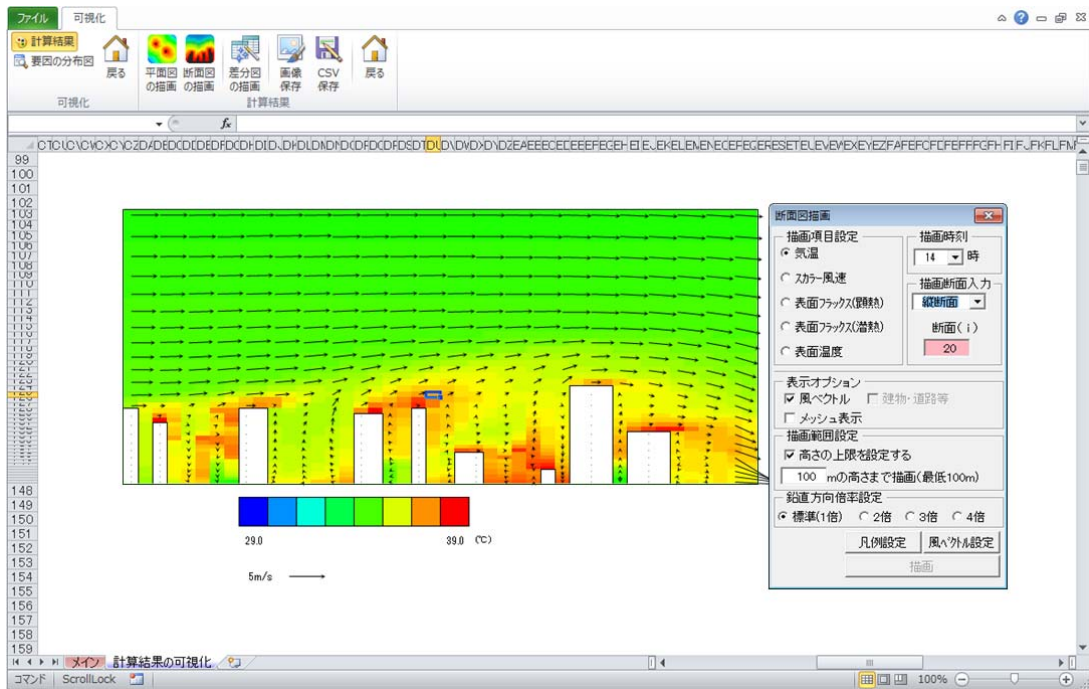 ファイル 可視化
計算結果
要因の分布図
戻る
平面図の描画
断面図の描画
差分図の描画
画像保存
CSV保存
戻る
可視化 計算結果
fx
99
100
101
102
103
104
105
106
107
108
断面図描画
描画項目設定
気温
スカラー風速
表面フラックス(顕熱)
表面フラックス(潜熱)
表面温度
描画時刻
14 時
描画断面入力
縦断面
断面(i)
20
表示オプション
風ベクトル 建物・道路等
メッシュ表示
描画範囲設定
高さの上限を設定する
100 mの高さまで描画(最低100m)
鉛直方向倍率設定
標準(1倍) 2倍 3倍 4倍
凡例設定 風ベクトル設定
描画
148
149
150
151
152
153
154
155
156
157
158
159
29.0 39.0 (℃)
5m/s
メイン 計算結果の可視化
コマンド ScrollLock 100%